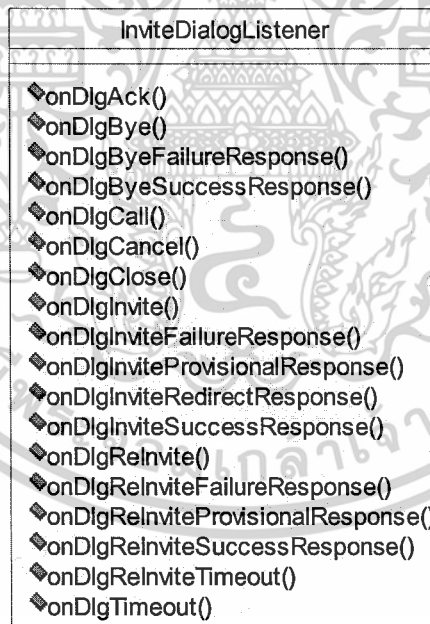 InviteDialogListener
onDlgAck()
onDlgBye()
onDlgByeFailureResponse()
onDlgByeSuccessResponse()
onDlgCall()
onDlgCancel()
onDlgClose()
onDlgInvite()
onDlgInviteFailureResponse()
onDlgInviteProvisionalResponse()
onDlgInviteRedirectResponse()
onDlgInviteSuccessResponse()
onDlgReInvite()
onDlgReInviteFailureResponse()
onDlgReInviteProvisionalResponse()
onDlgReInviteSuccessResponse()
onDlgReInviteTimeout()
onDlgTimeout()